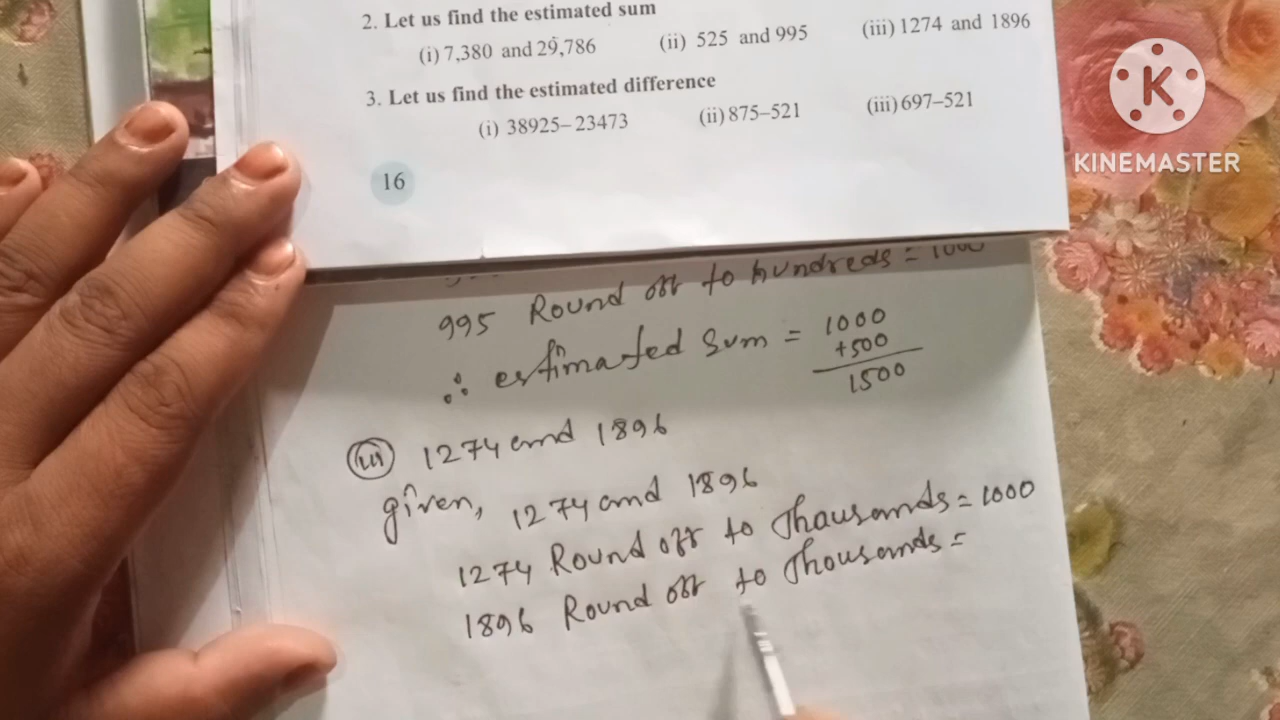 2. Let us find the estimated sum
(i) 7,380 and 29,786 (ii) 525 and 995 (iii) 1274 and 1896
3. Let us find the estimated difference
(i) 38925–23473 (ii) 875–521 (iii) 697–521
16
K
KINEMASTER
995 Round off to hundreds = 1000
∴ estimated sum = 1000
+500
1500
(iii) 1274 and 1896
given, 1274 and 1896
1274 Round off to Thausands = 1000
1896 Round off to Thousands =